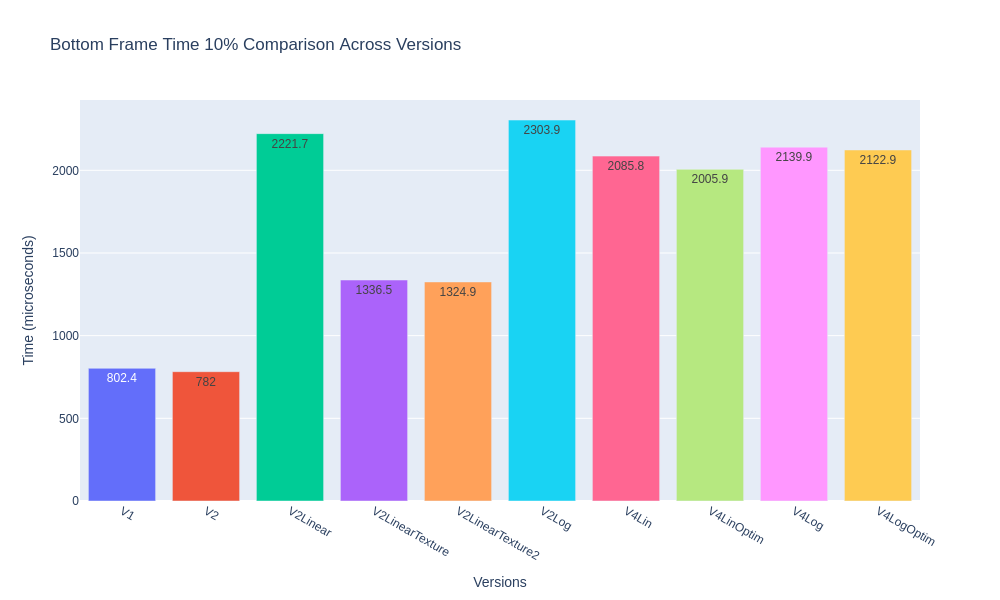 Bottom Frame Time 10% Comparison Across Versions
Time (microseconds)
2000
1500
1000
500
0
802.4
782
2221.7
1336.5
1324.9
2303.9
2085.8
2005.9
2139.9
2122.9
V1
V2
V2Linear
V2LinearTexture
V2LinearTexture2
V2Log
V4Lin
V4LinOptim
V4Log
V4LogOptim
Versions